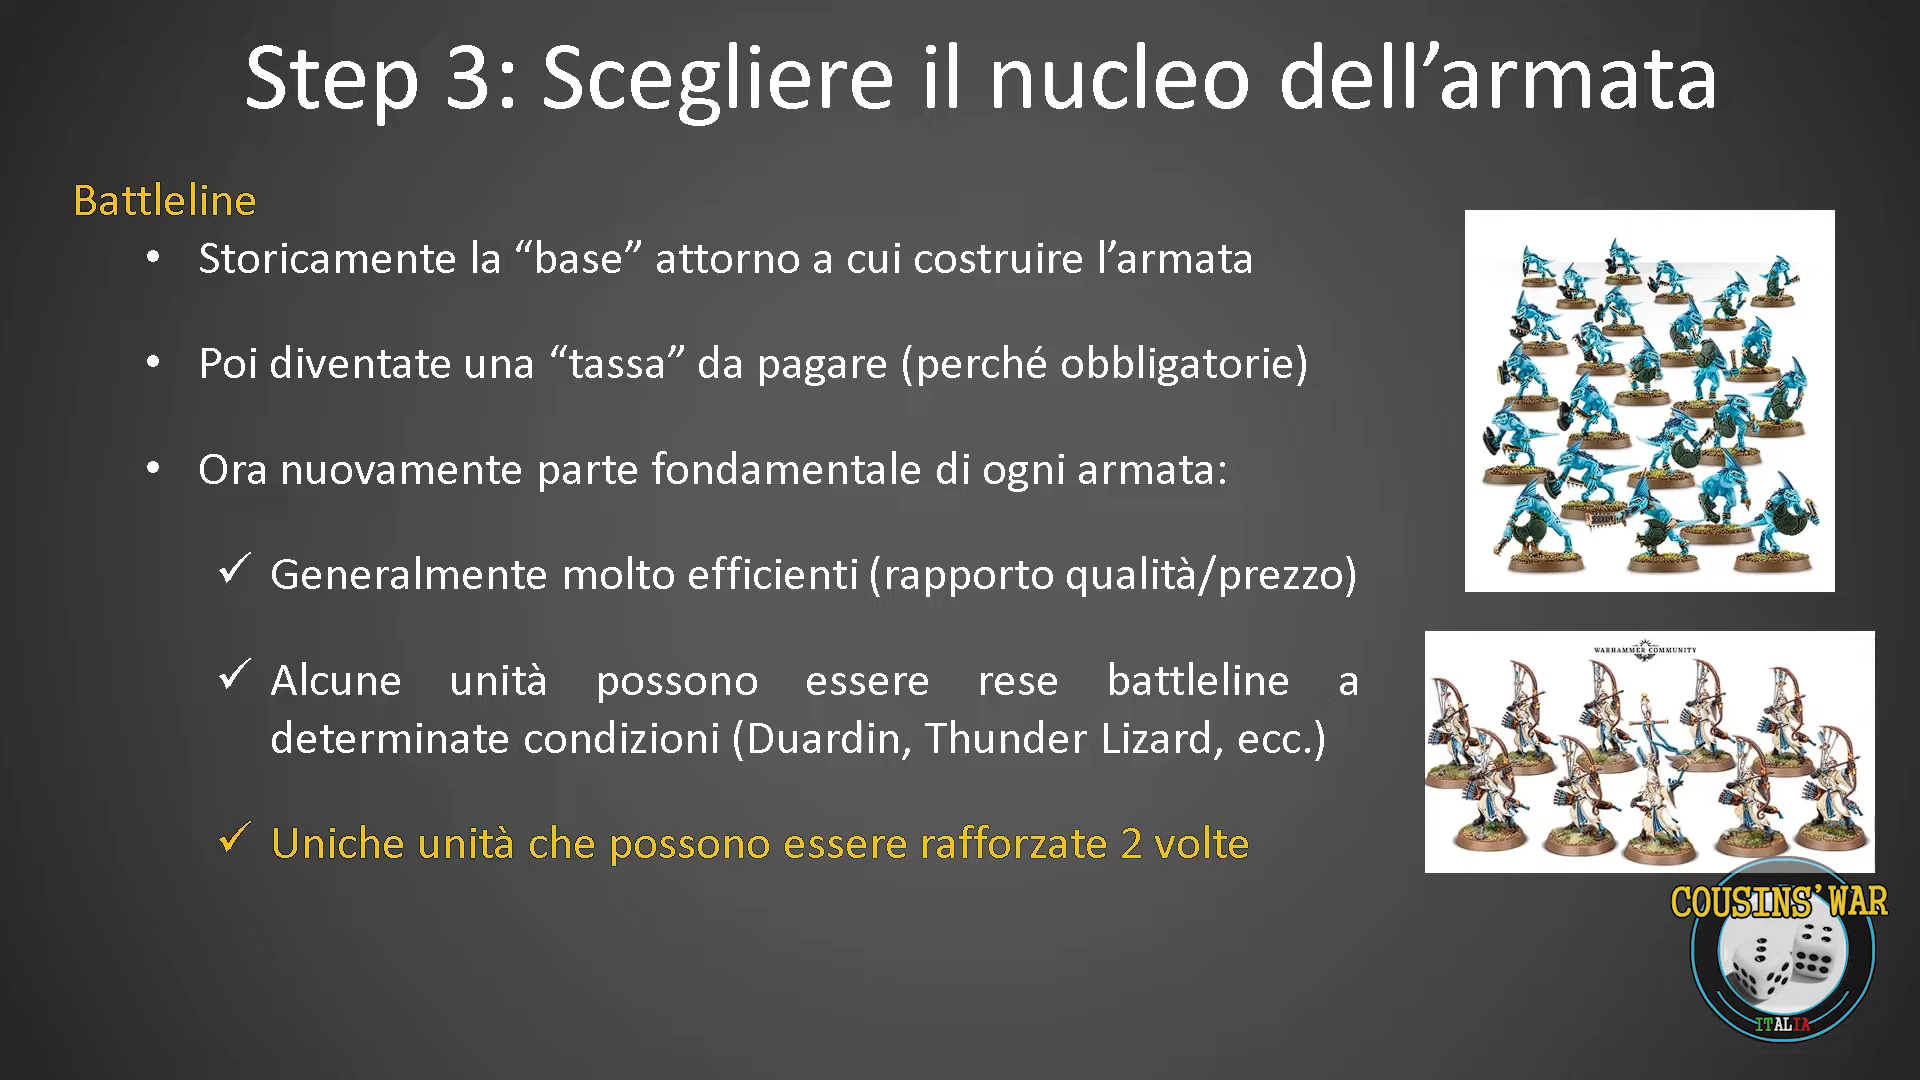 Step 3: Scegliere il nucleo dell’armata
Battleline
• Storicamente la “base” attorno a cui costruire l’armata
• Poi diventate una “tassa” da pagare (perché obbligatorie)
• Ora nuovamente parte fondamentale di ogni armata:
✓ Generalmente molto efficienti (rapporto qualità/prezzo)
✓ Alcune unità possono essere rese battleline a
determinate condizioni (Duardin, Thunder Lizard, ecc.)
✓ Uniche unità che possono essere rafforzate 2 volte
WARHAMMER COMMUNITY
COUSINS’ WAR
ITALIA